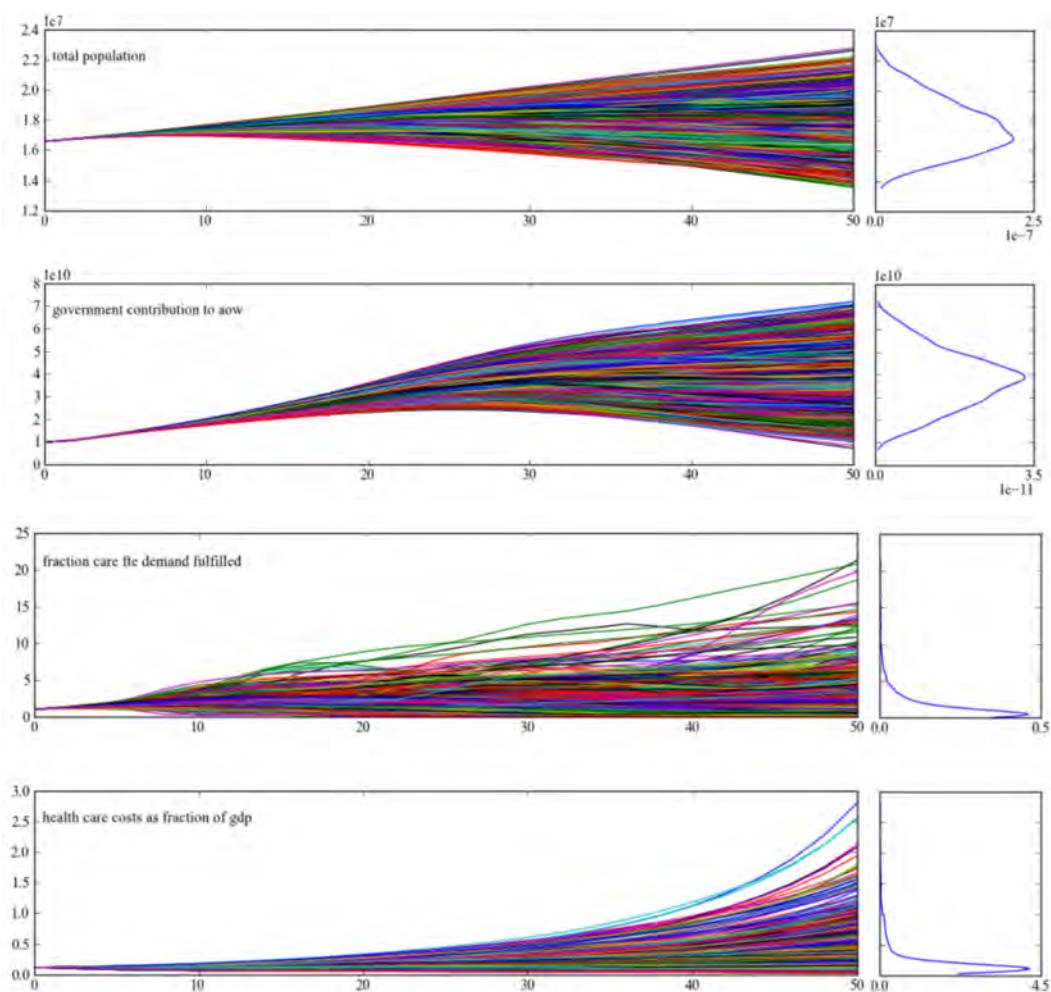 1e7
2.4
total population
2.2
2.0
1.8
1.6
1.4
1.2
0 10 20 30 40 50
1e7
0.0 2.5
1e−7
1e10
8
government contribution to aow
7
6
5
4
3
2
1
0
0 10 20 30 40 50
1e10
0.0 3.5
1e−11
25
fraction care fte demand fulfilled
20
15
10
5
0
0 10 20 30 40 50
0.0 0.5
3.0
health care costs as fraction of gdp
2.5
2.0
1.5
1.0
0.5
0.0
0 10 20 30 40 50
0.0 4.5